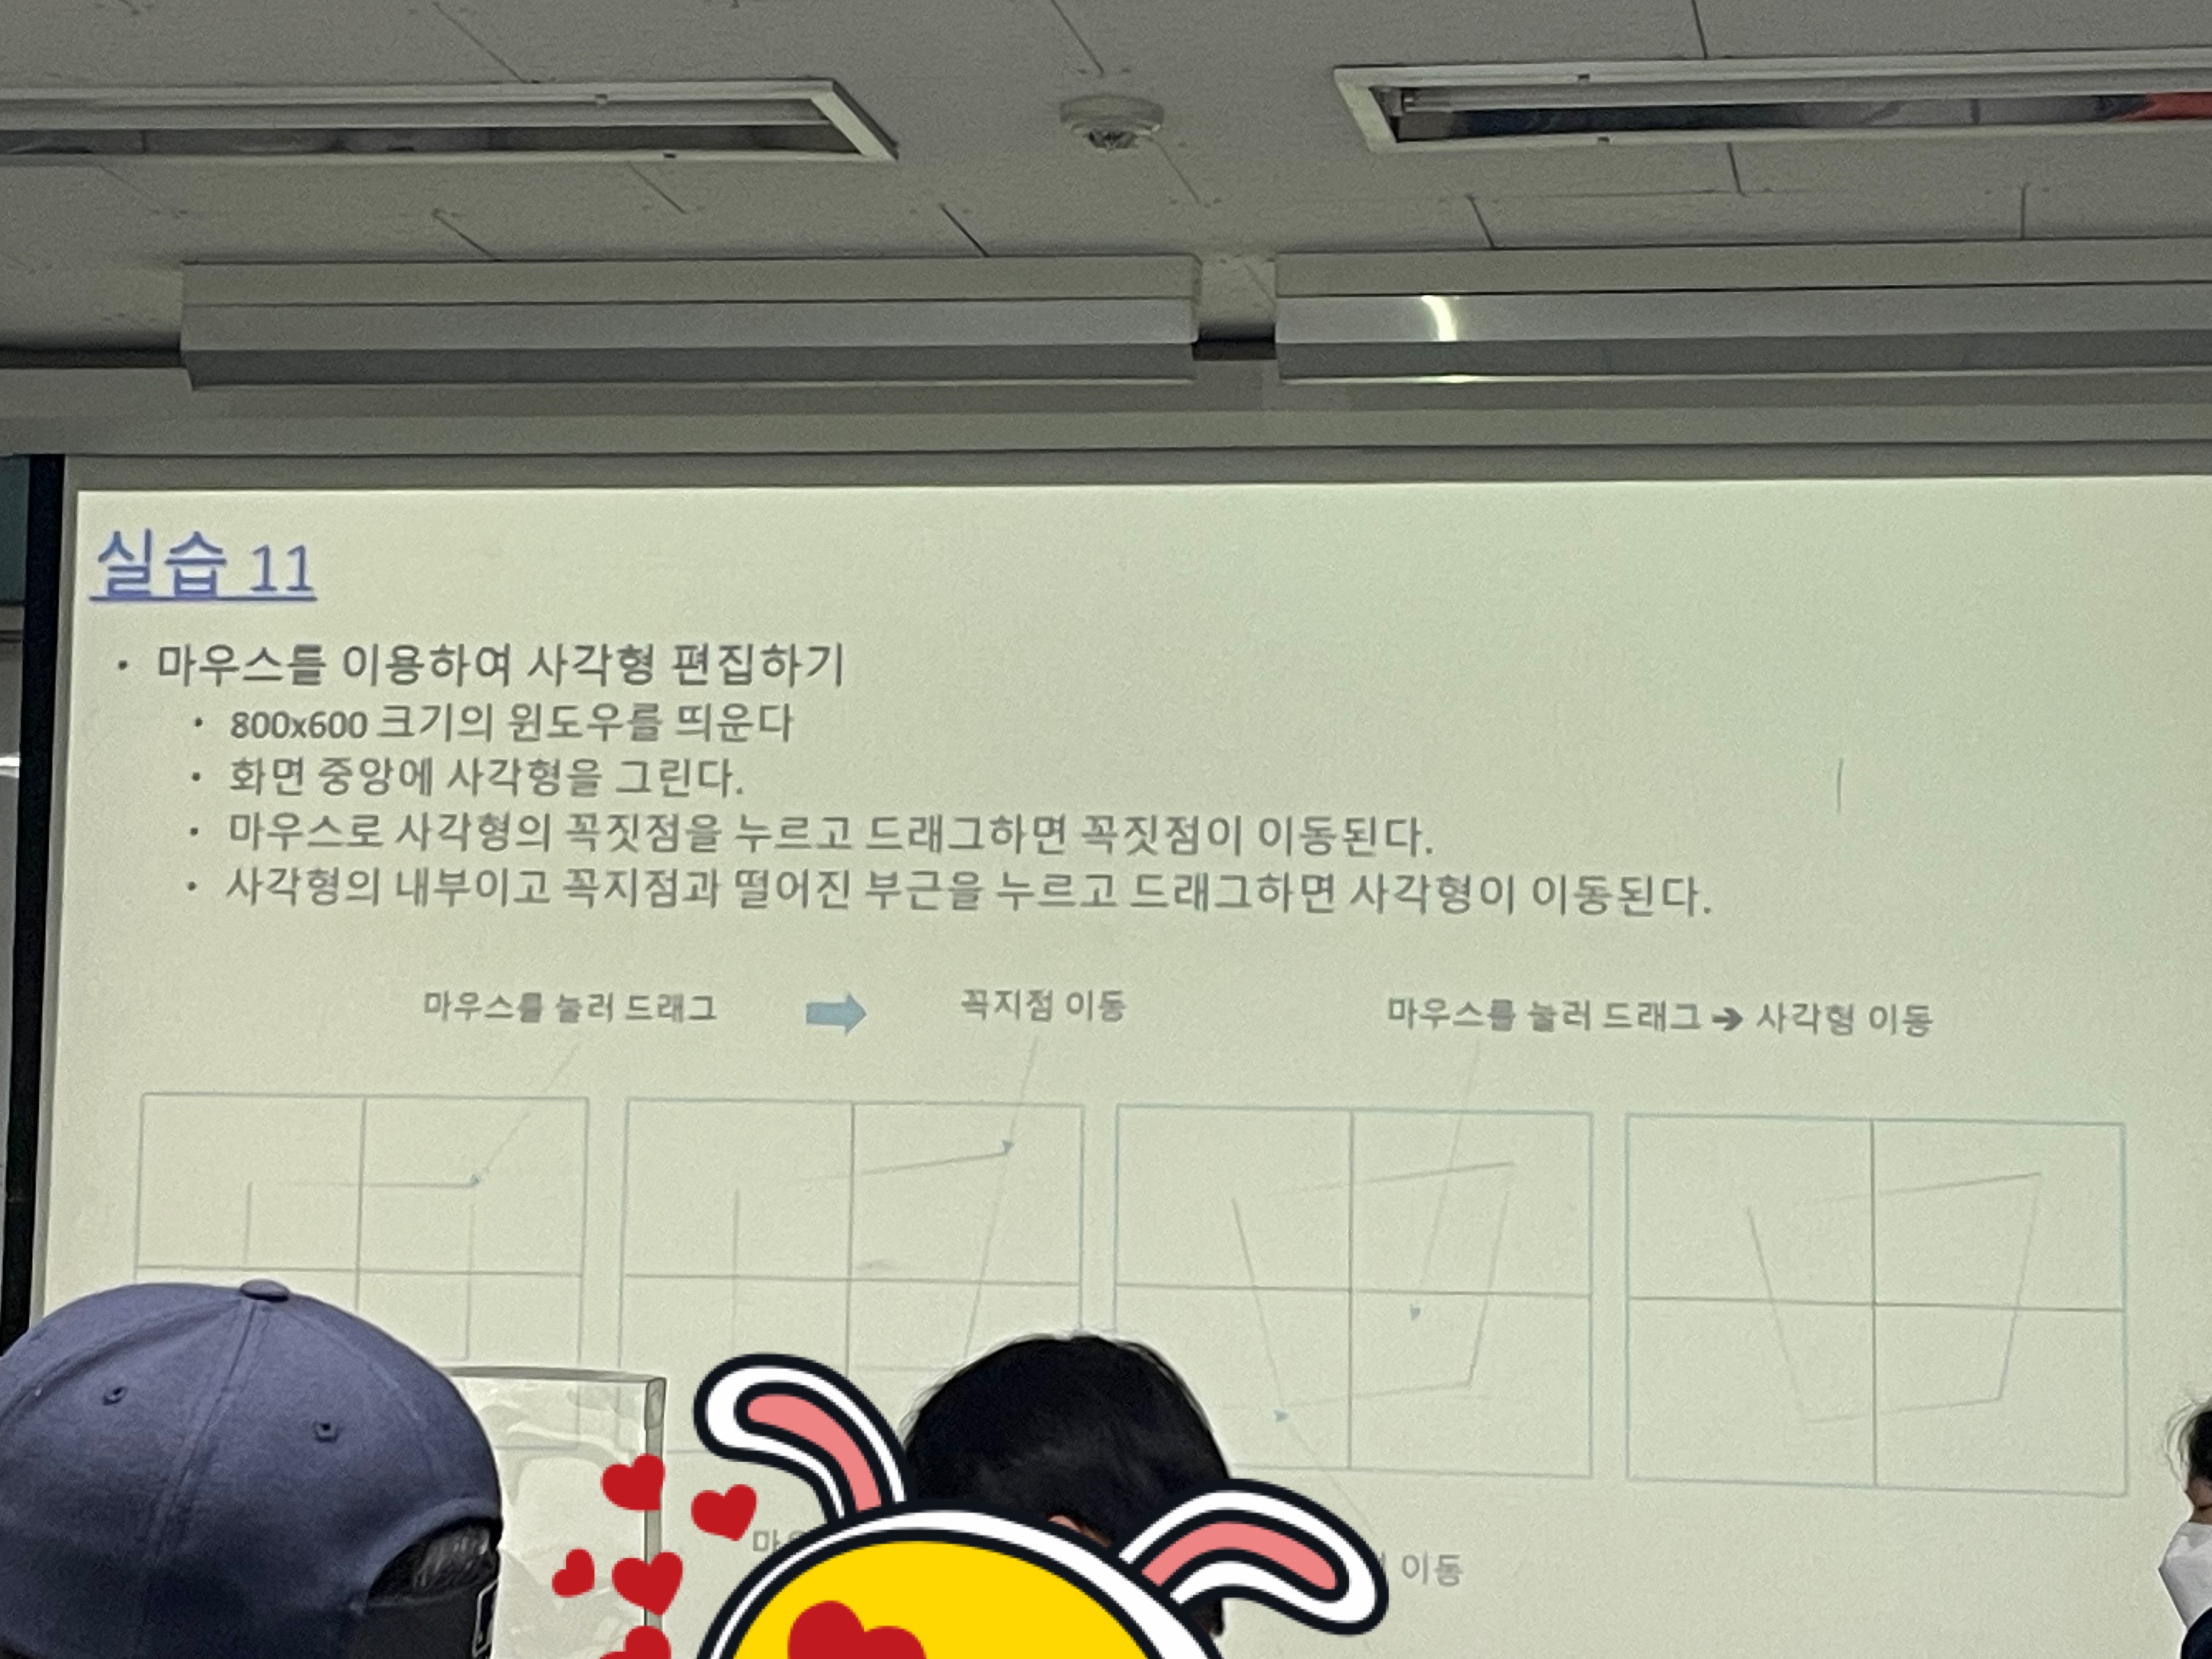 실습 11
• 마우스를 이용하여 사각형 편집하기
• 800x600 크기의 윈도우를 띄운다
• 화면 중앙에 사각형을 그린다.
• 마우스로 사각형의 꼭짓점을 누르고 드래그하면 꼭짓점이 이동된다.
• 사각형의 내부이고 꼭지점과 떨어진 부근을 누르고 드래그하면 사각형이 이동된다.
마우스를 눌러 드래그 꼭지점 이동 마우스를 눌러 드래그 ➔ 사각형 이동
이동